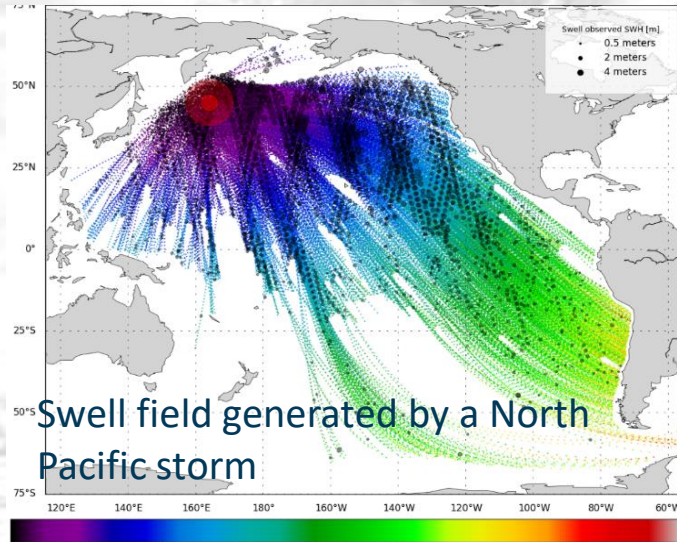 75°N
Swell observed SWH [m]
0.5 meters
2 meters
4 meters
50°N
25°N
0°
25°S
50°S
75°S
Swell field generated by a North
Pacific storm
120°E 140°E 160°E 180° 160°W 140°W 120°W 100°W 80°W 60°W